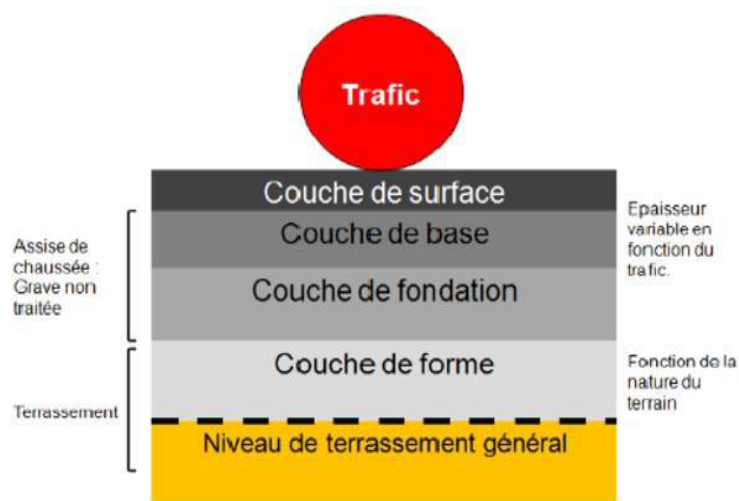 Trafic
Couche de surface
Couche de base
Couche de fondation
Couche de forme
Niveau de terrassement général
Assise de
chaussée :
Grave non
traitée
Terrassement
Epaisseur
variable en
fonction du
trafic.
Fonction de la
nature du
terrain